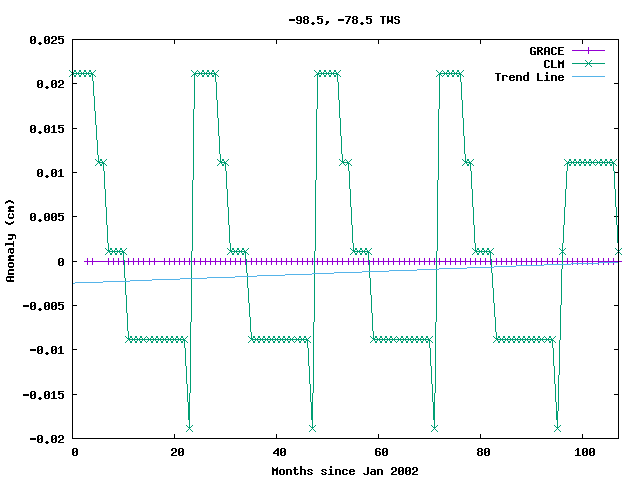 -98.5, -78.5 TWS
GRACE
CLM
Trend Line
0.025
0.02
0.015
0.01
0.005
0
-0.005
-0.01
-0.015
-0.02
Anomaly (cm)
0 20 40 60 80 100
Months since Jan 2002